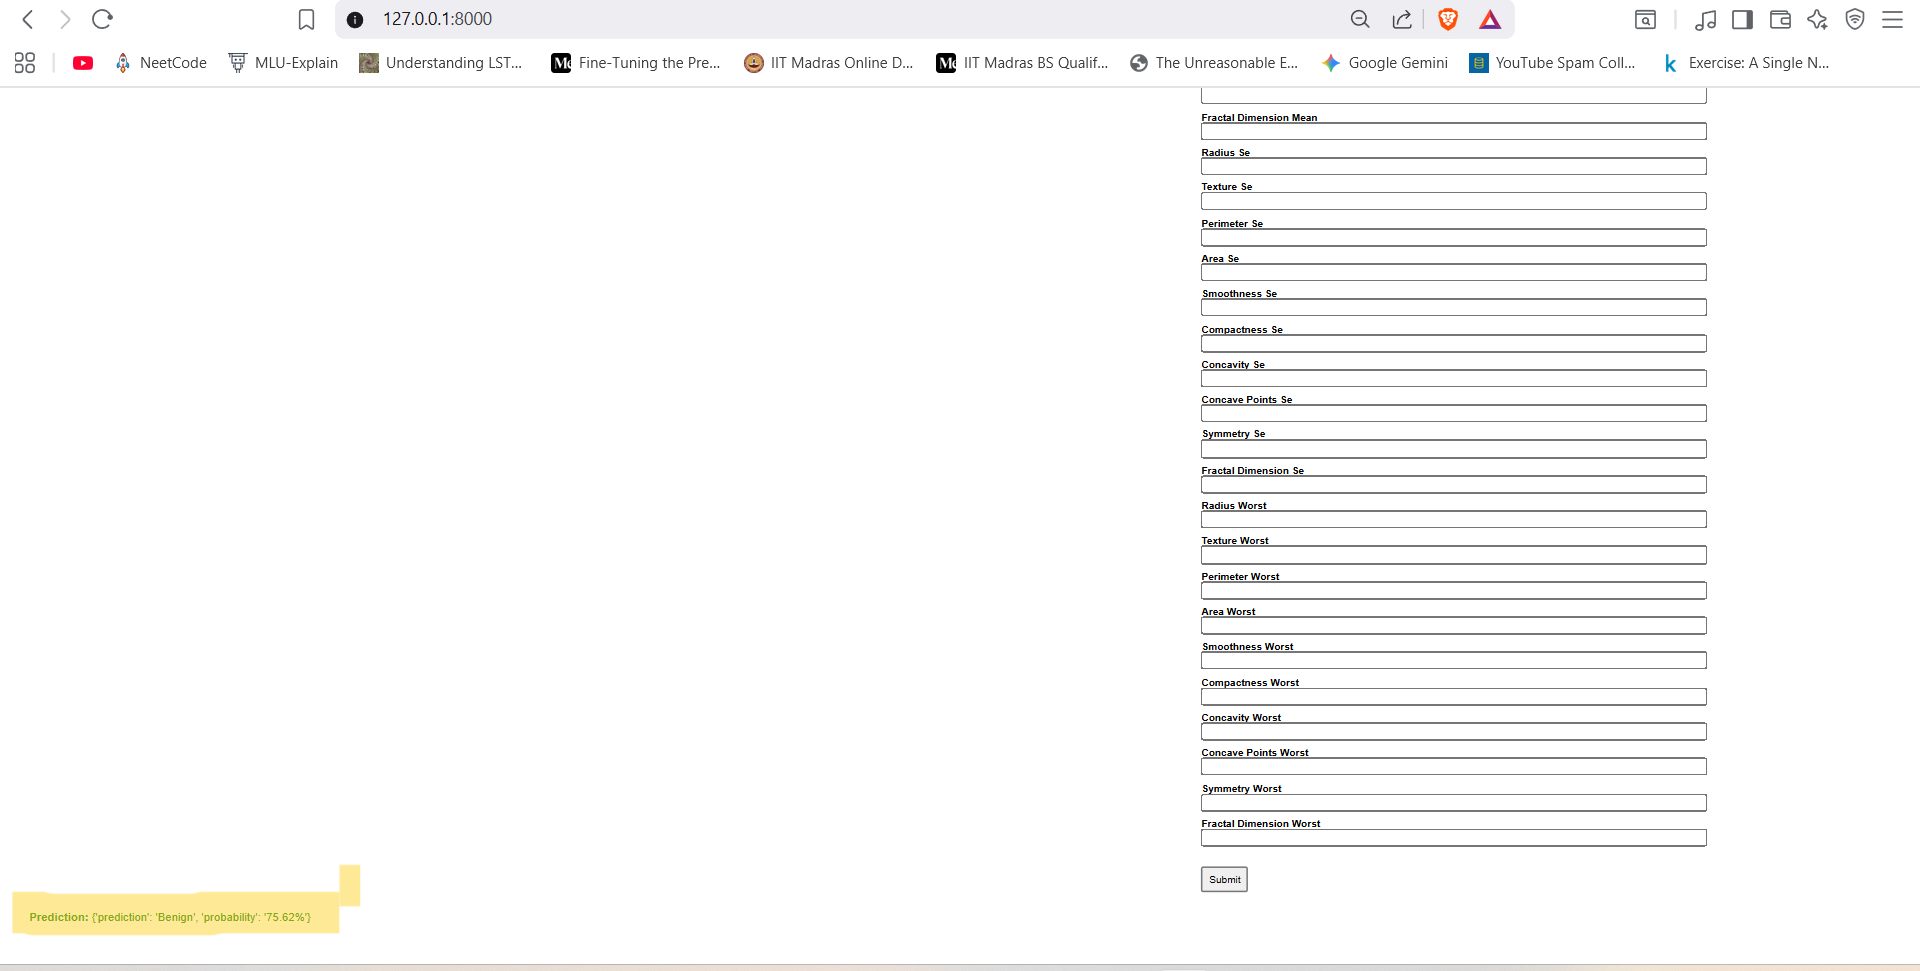 127.0.0.1:8000
NeetCode
MLU-Explain
Understanding LST...
Fine-Tuning the Pre...
IIT Madras Online D...
IIT Madras BS Qualif...
The Unreasonable E...
Google Gemini
YouTube Spam Coll...
Exercise: A Single N...
Fractal Dimension Mean
Radius Se
Texture Se
Perimeter Se
Area Se
Smoothness Se
Compactness Se
Concavity Se
Concave Points Se
Symmetry Se
Fractal Dimension Se
Radius Worst
Texture Worst
Perimeter Worst
Area Worst
Smoothness Worst
Compactness Worst
Concavity Worst
Concave Points Worst
Symmetry Worst
Fractal Dimension Worst
Submit
Prediction: {'prediction': 'Benign', 'probability': '75.62%'}